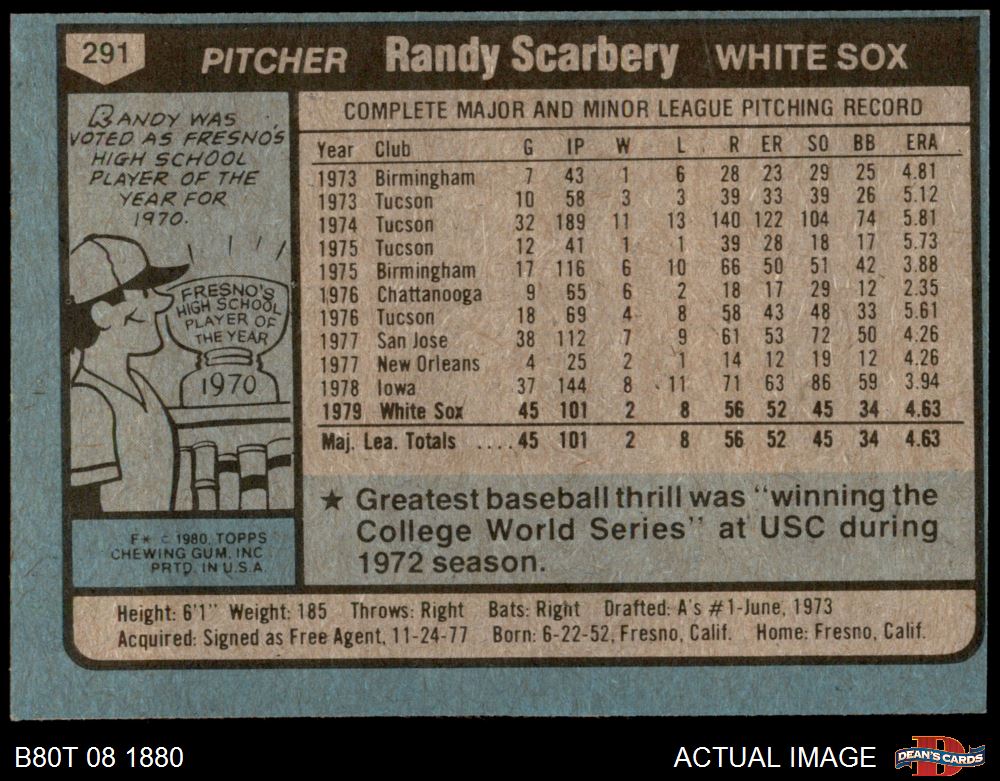 291 PITCHER Randy Scarbery WHITE SOX
RANDY WAS
VOTED AS FRESNO'S
HIGH SCHOOL
PLAYER OF THE
YEAR FOR
1970.
FRESNO'S
HIGH SCHOOL
PLAYER OF
THE YEAR
1970
F* © 1980, TOPPS
CHEWING GUM, INC
PRTD. IN U.S.A.
COMPLETE MAJOR AND MINOR LEAGUE PITCHING RECORD
Year Club G IP W L R ER SO BB ERA
1973 Birmingham 7 43 1 6 28 23 29 25 4.81
1973 Tucson 10 58 3 3 39 33 39 26 5.12
1974 Tucson 32 189 11 13 140 122 104 74 5.81
1975 Tucson 12 41 1 1 39 28 18 17 5.73
1975 Birmingham 17 116 6 10 66 50 51 42 3.88
1976 Chattanooga 9 65 6 2 18 17 29 12 2.35
1976 Tucson 18 69 4 8 58 43 48 33 5.61
1977 San Jose 38 112 7 9 61 53 72 50 4.26
1977 New Orleans 4 25 2 1 14 12 19 12 4.26
1978 Iowa 37 144 8 11 71 63 86 59 3.94
1979 White Sox 45 101 2 8 56 52 45 34 4.63
Maj. Lea. Totals ....45 101 2 8 56 52 45 34 4.63
★ Greatest baseball thrill was "winning the
College World Series" at USC during
1972 season.
Height: 6'1" Weight: 185 Throws: Right Bats: Right Drafted: A's #1-June, 1973
Acquired: Signed as Free Agent, 11-24-77 Born: 6-22-52, Fresno, Calif. Home: Fresno, Calif.
B80T 08 1880 ACTUAL IMAGE D DEAN'S CARDS